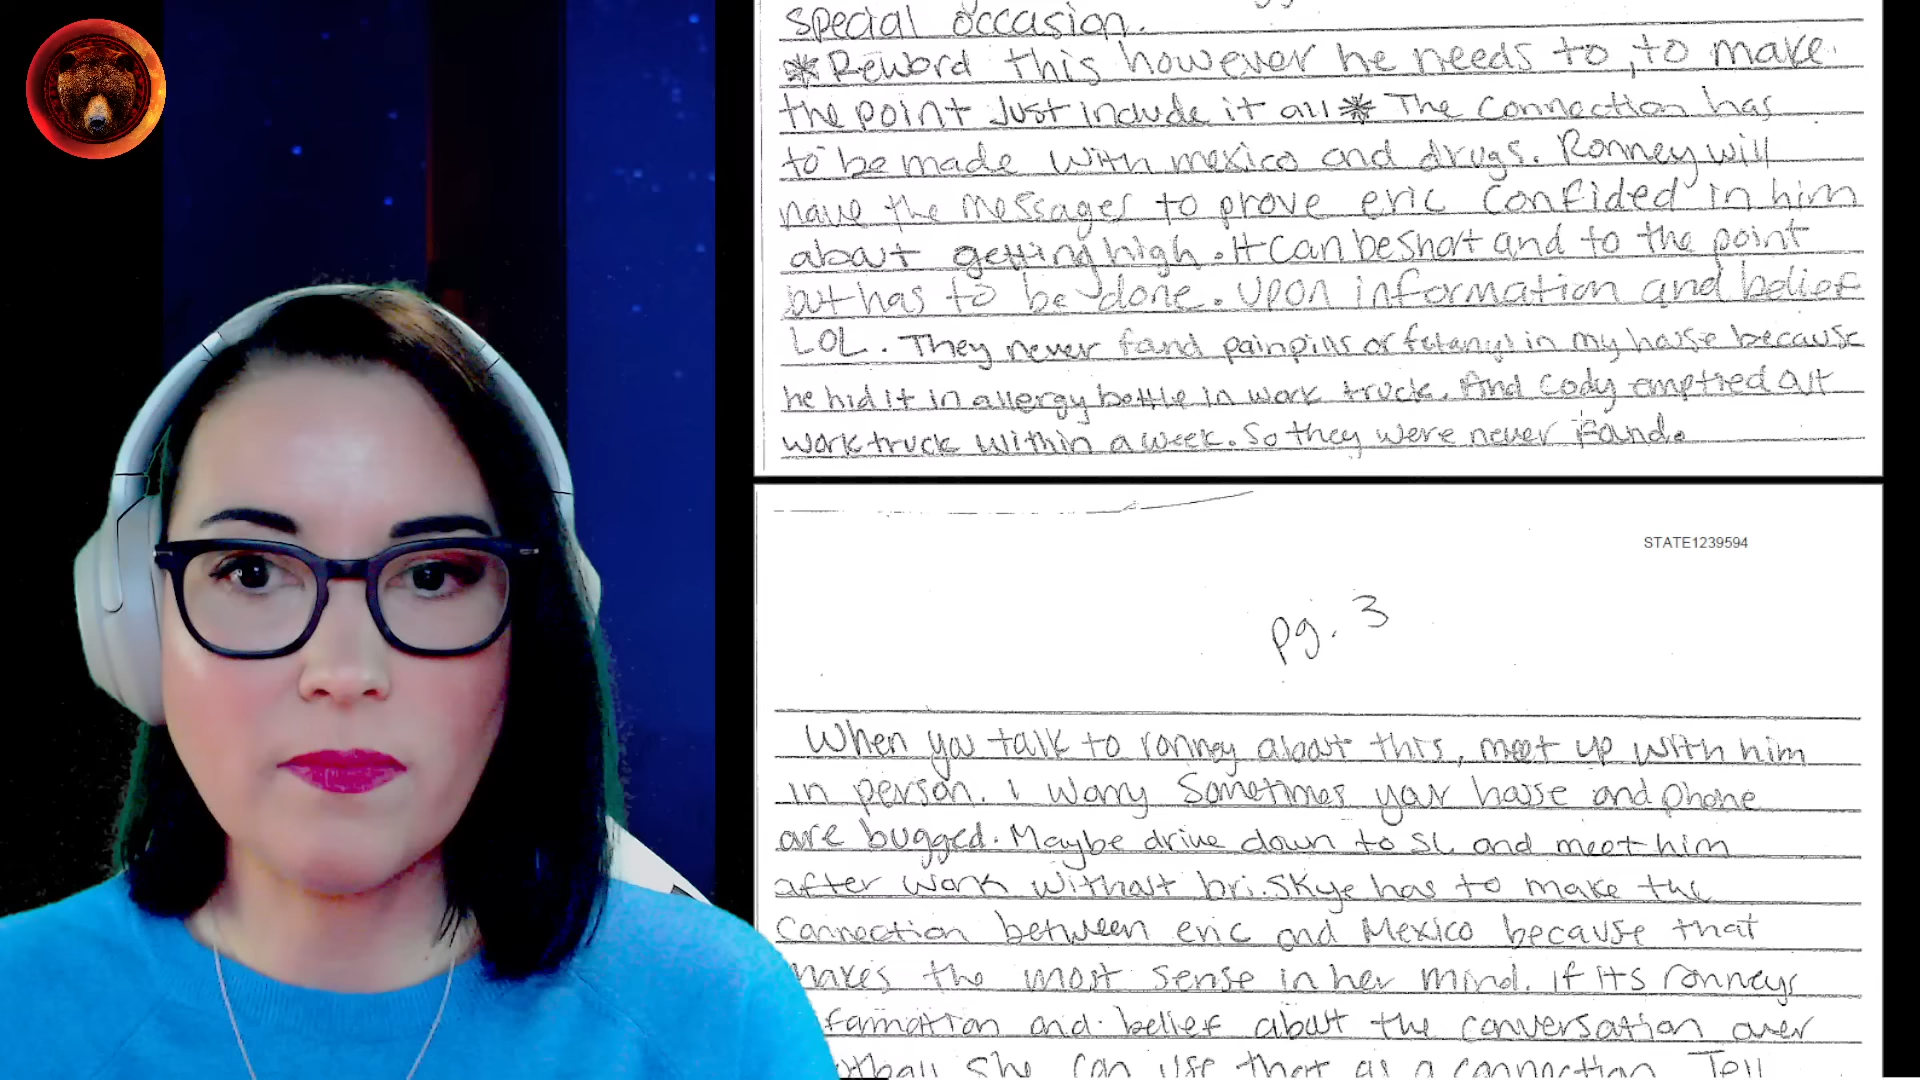 special occasion.
*Reword this however he needs to, to make
the point Just include it all* The connection has
to be made with mexico and drugs. Ronney will
have the messages to prove eric confided in him
about getting high. It can be short and to the point
but has to be done. Upon information and belief
LOL. They never found painpills or in my house because
he hid it in allergy bottle in work truck. And Cody emptied out
work truck within a week. So they were never Found.
STATE1239594
pg. 3
When you talk to ronney about this, meet up with him
in person. i worry Sometimes your house and phone
are bugged. Maybe drive down to SL and meet him
after work without bri. Skye has to make the
Connection between eric and Mexico because that
makes the most sense in her mind. if its ronneys
formation and belief about the conversation over
tball she can use that as a connection. Tell